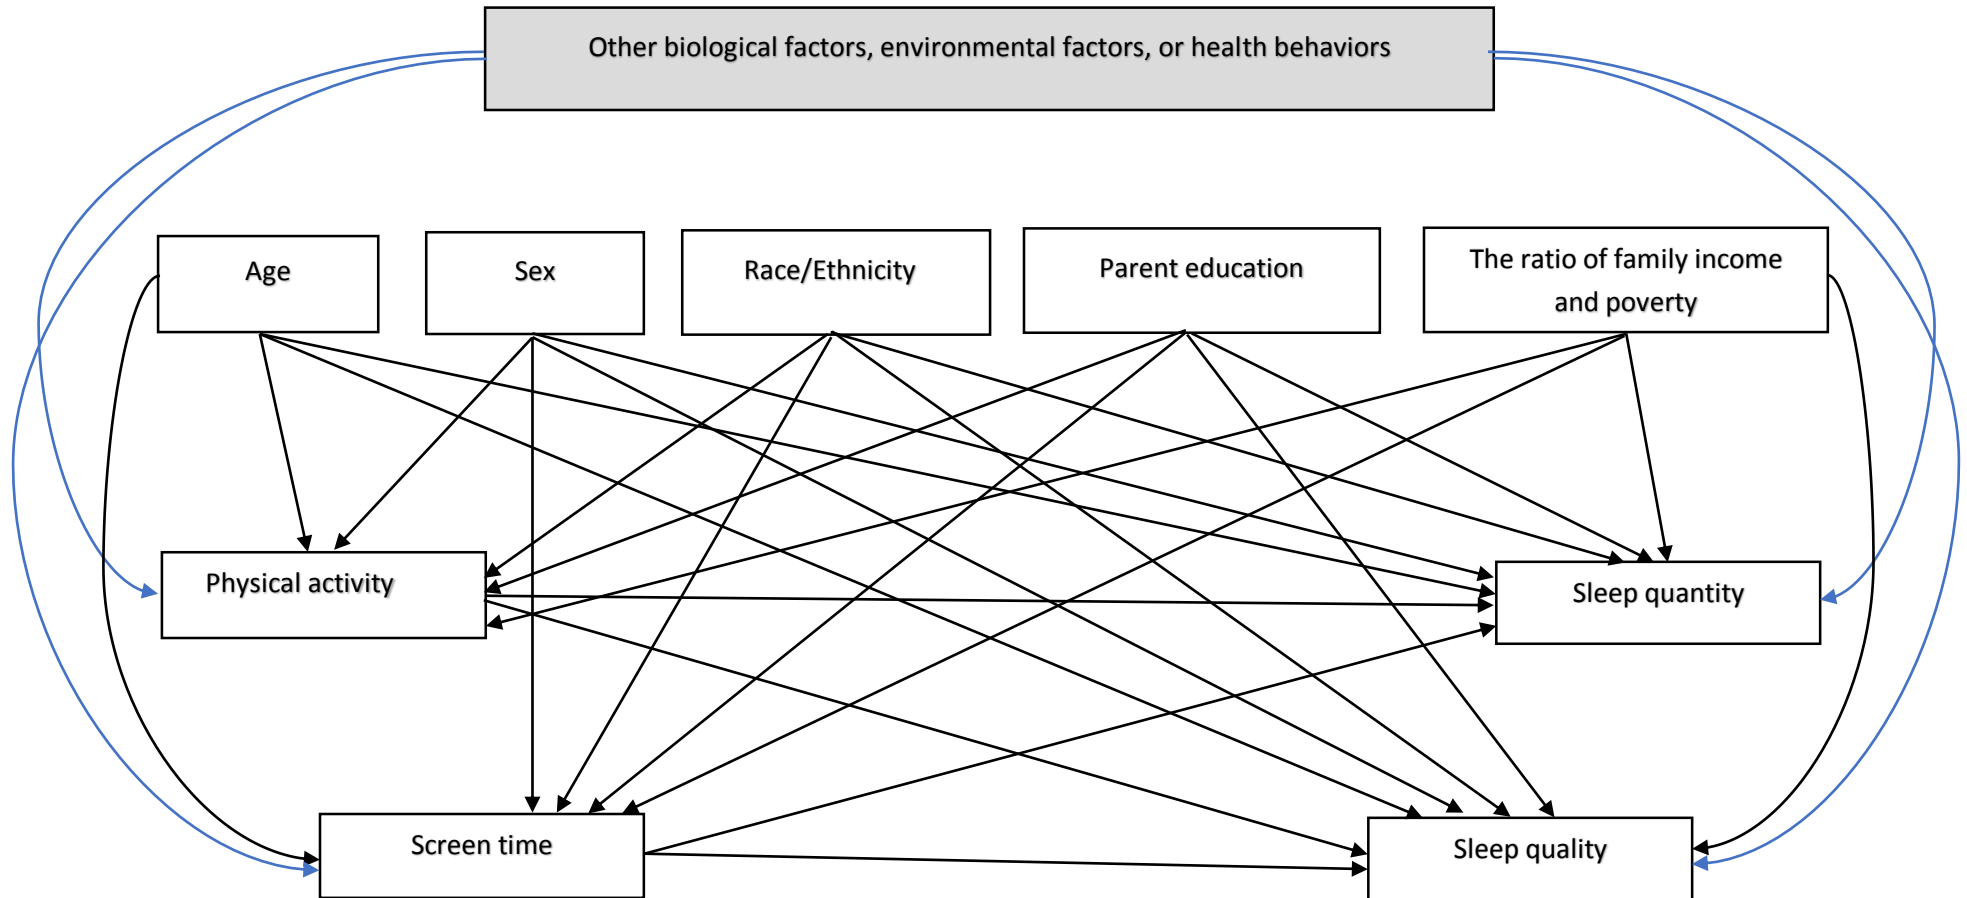 Other biological factors, environmental factors, or health behaviors
Age
Sex
Race/Ethnicity
Parent education
The ratio of family income
and poverty
Physical activity
Sleep quantity
Screen time
Sleep quality